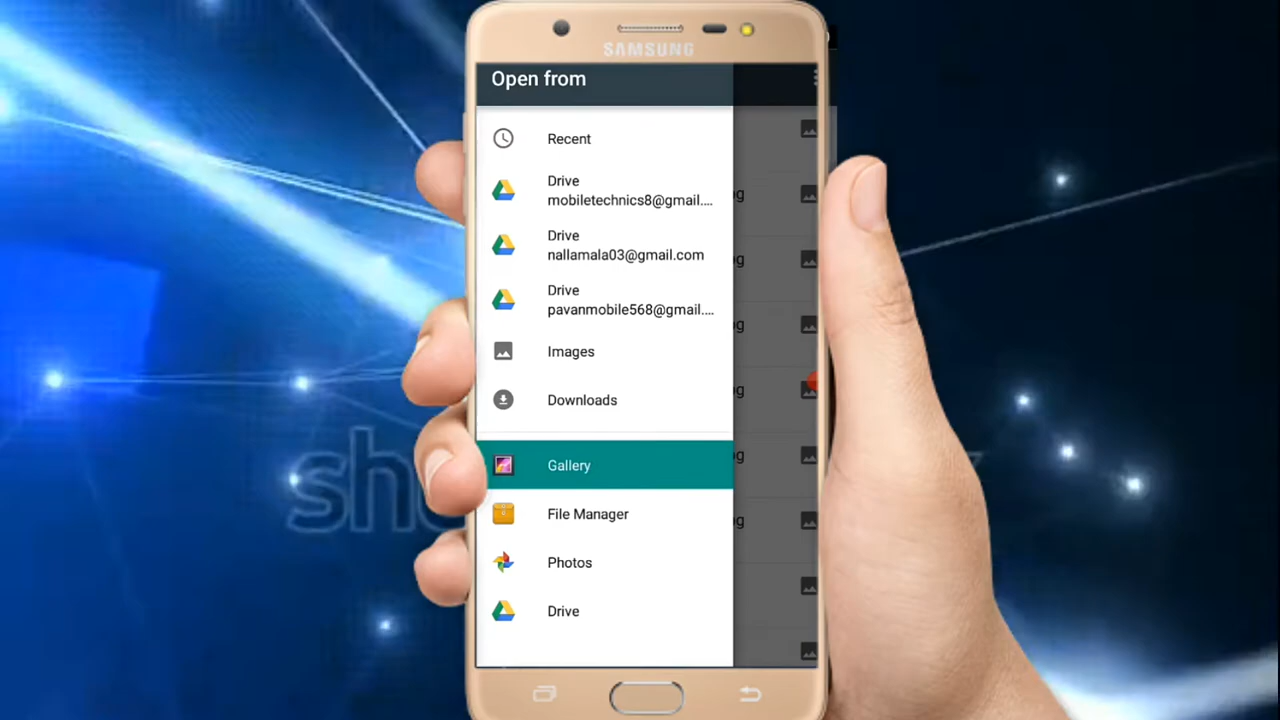 SAMSUNG
Open from
Recent
Drive
mobiletechnics8@gmail....
Drive
nallamala03@gmail.com
Drive
pavanmobile568@gmail....
Images
Downloads
Gallery
File Manager
Photos
Drive